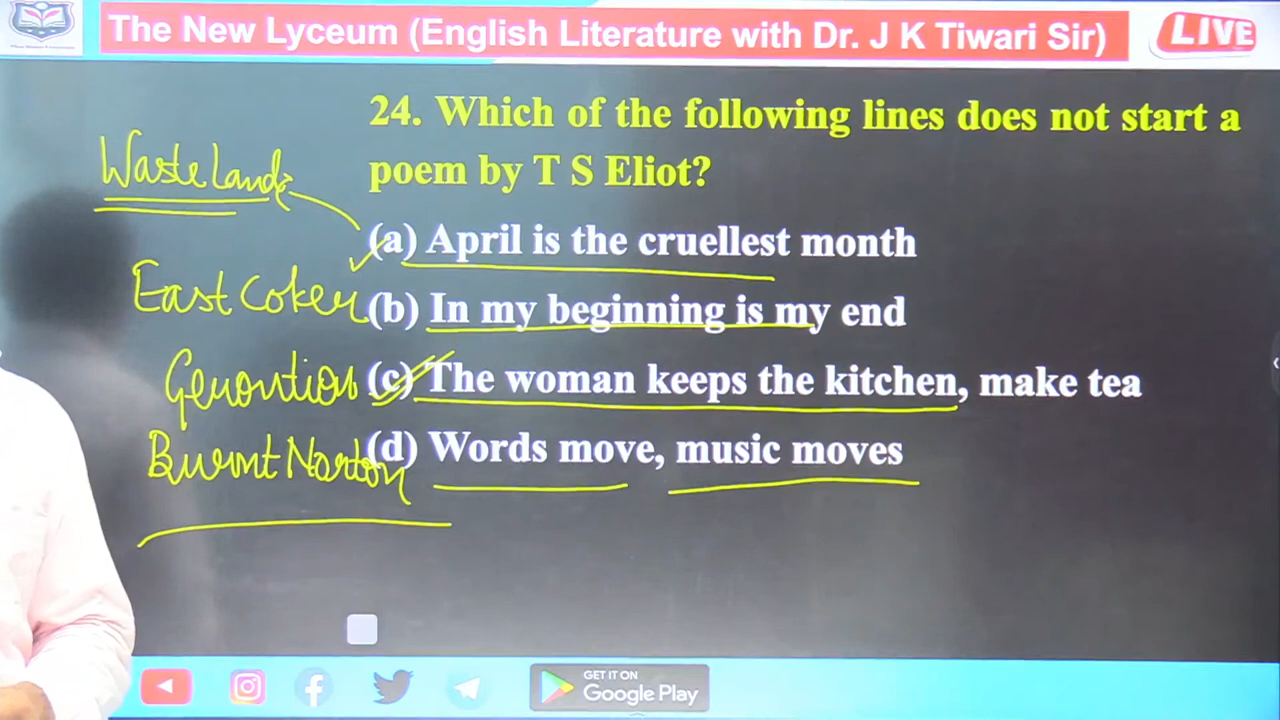 The New Lyceum (English Literature with Dr. J K Tiwari Sir)
LIVE
24. Which of the following lines does not start a
poem by T S Eliot?
Waste Land
(a) April is the cruellest month
East Coker
(b) In my beginning is my end
Gerontion
(c) The woman keeps the kitchen, make tea
Burnt Norton
(d) Words move, music moves
GET IT ON
Google Play